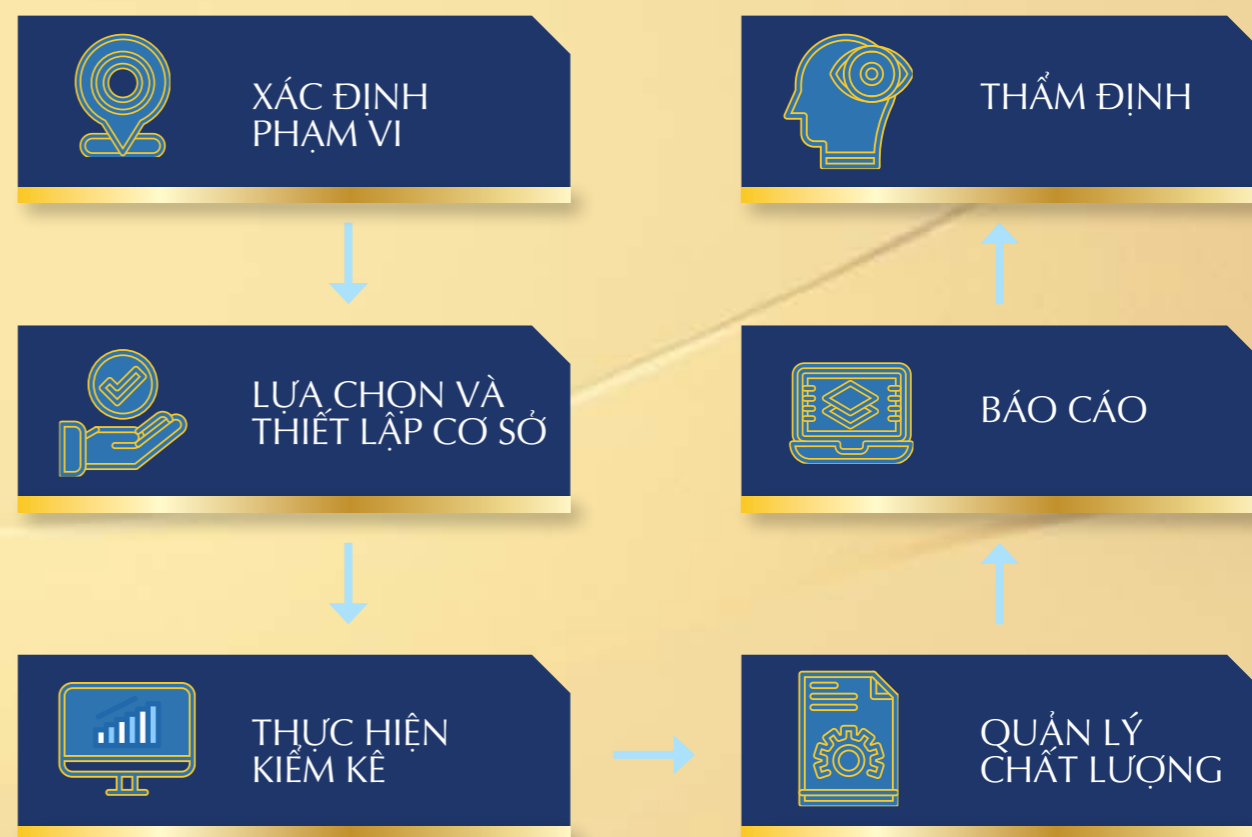 XÁC ĐỊNH
PHẠM VI
LỰA CHỌN VÀ
THIẾT LẬP CƠ SỞ
THỰC HIỆN
KIỂM KÊ
QUẢN LÝ
CHẤT LƯỢNG
BÁO CÁO
THẨM ĐỊNH